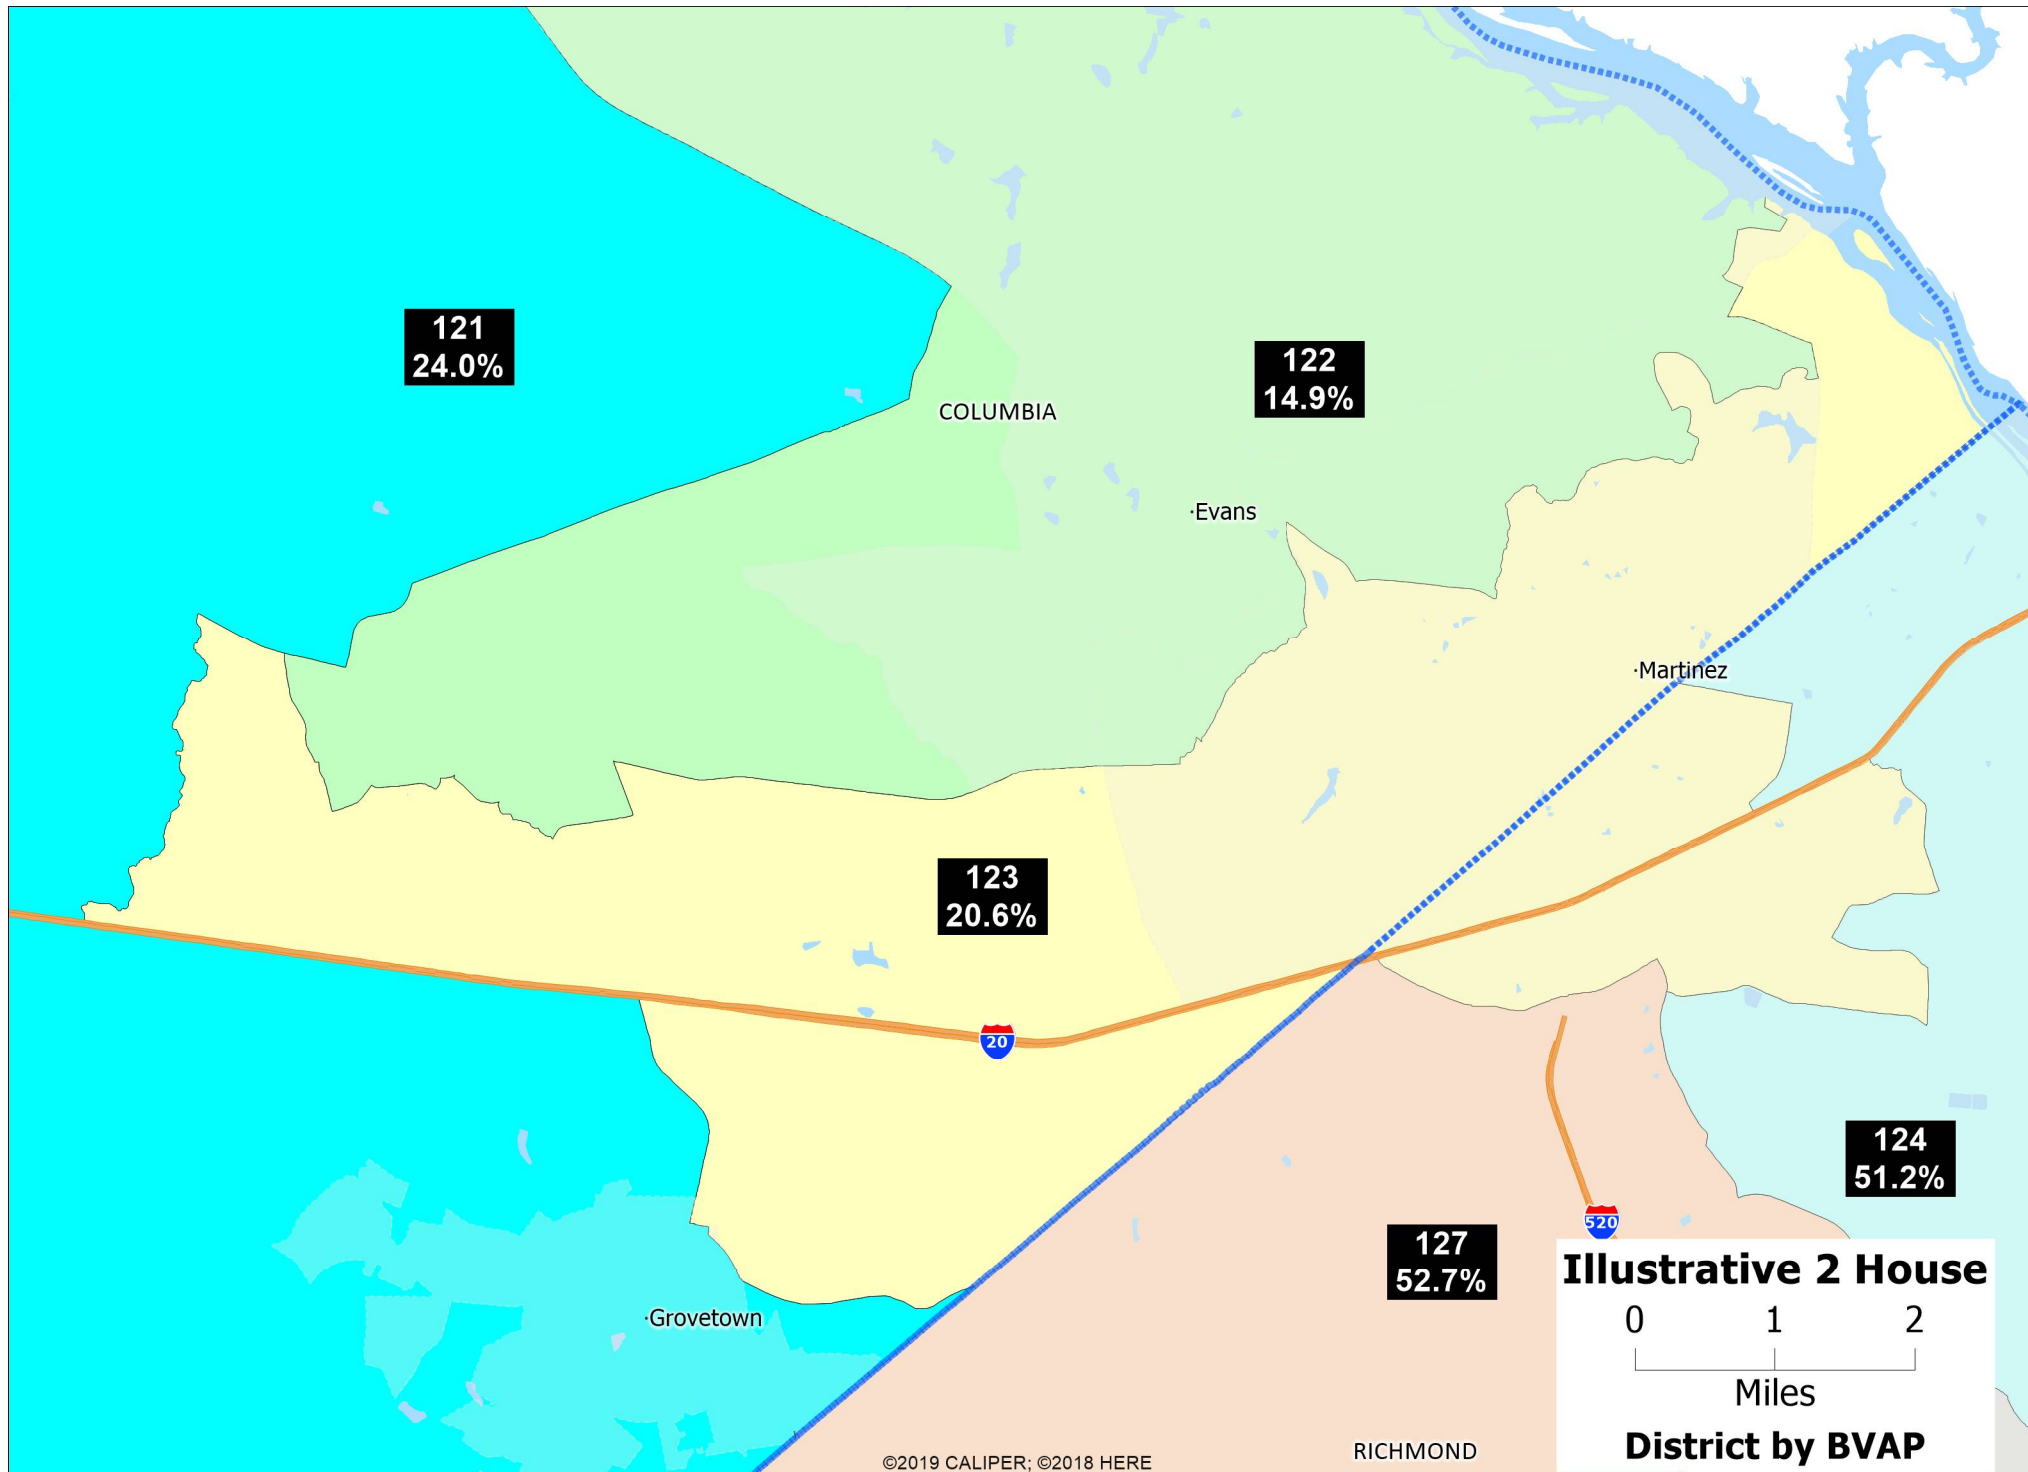 121
24.0%
122
14.9%
COLUMBIA
·Evans
·Martinez
123
20.6%
20
124
51.2%
520
127
52.7%
·Grovetown
Illustrative 2 House
0 1 2
Miles
District by BVAP
RICHMOND
©2019 CALIPER; ©2018 HERE